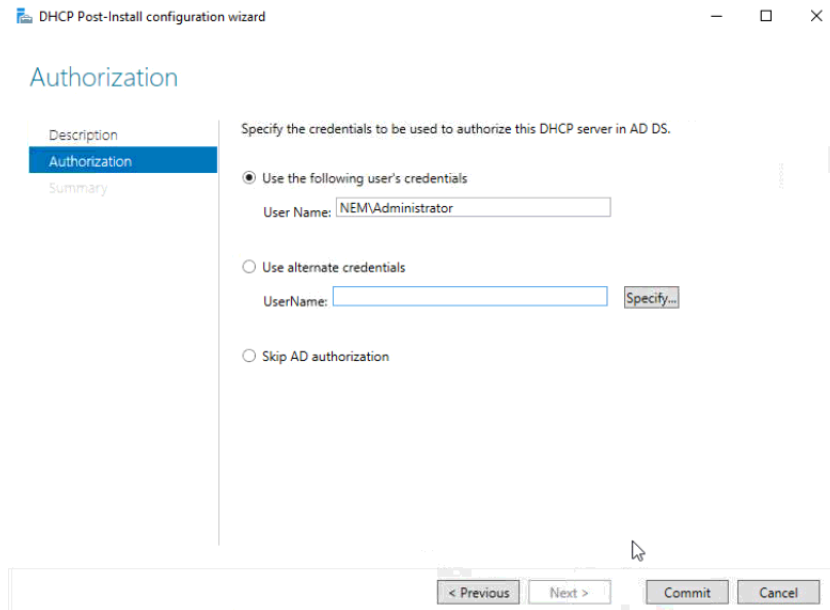 DHCP Post-Install configuration wizard
Authorization
Description
Authorization
Summary
Specify the credentials to be used to authorize this DHCP server in AD DS.
Use the following user's credentials
User Name: NEM\Administrator
Use alternate credentials
UserName:
Specify...
Skip AD authorization
< Previous
Next >
Commit
Cancel